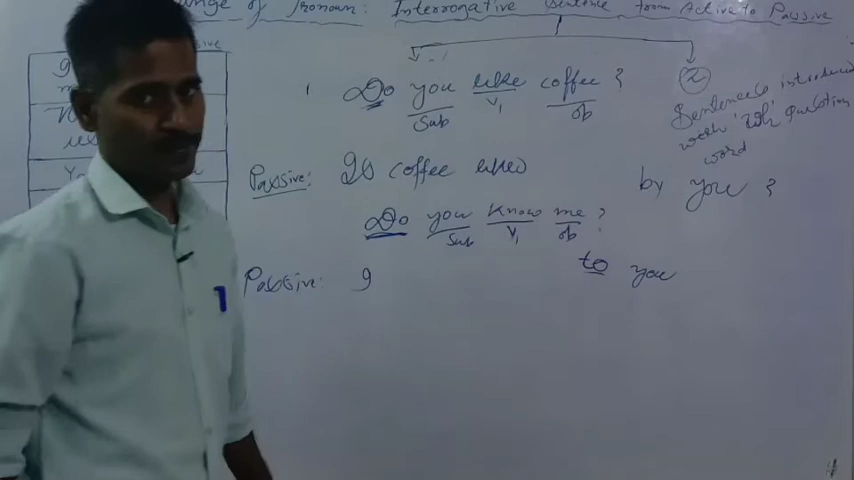 ange of Pronoun: Interrogative Sentence from Active to Passive
sive
1 Do you like coffee ?
Sub V1 ob
2
Sentences introduced
with 'Wh' question
word
Passive: Is coffee liked by you ?
Do you know me ?
Sub V1 ob
Passive: I to you